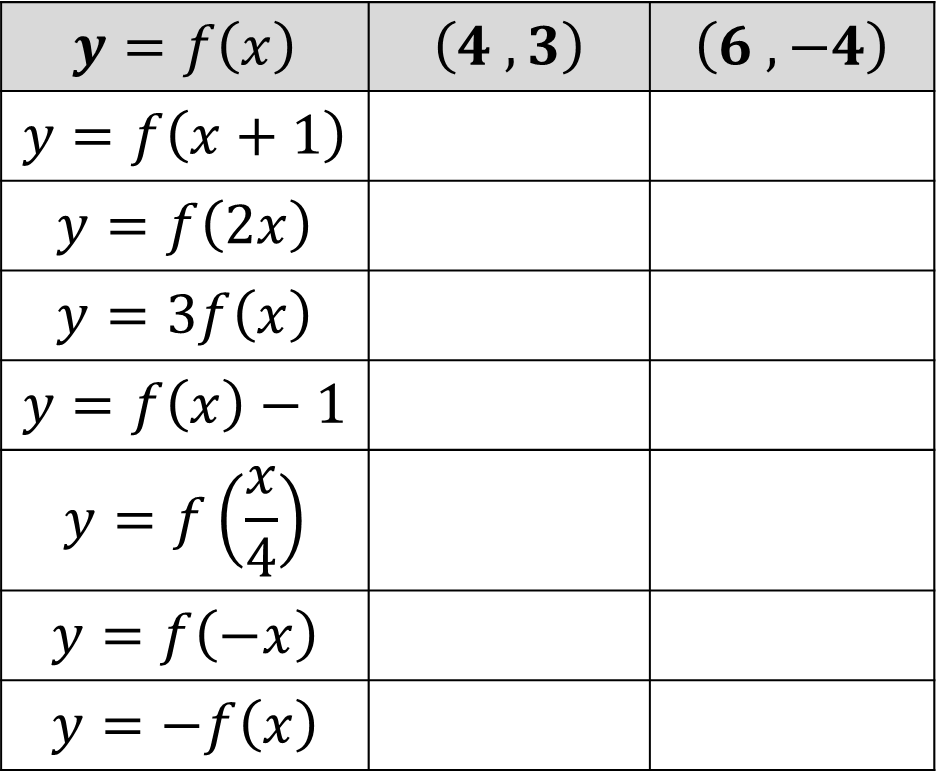 y = f(x) (4 , 3) (6 , −4)
y = f(x + 1)
y = f(2x)
y = 3f(x)
y = f(x) − 1
y = f(x/4)
y = f(−x)
y = −f(x)